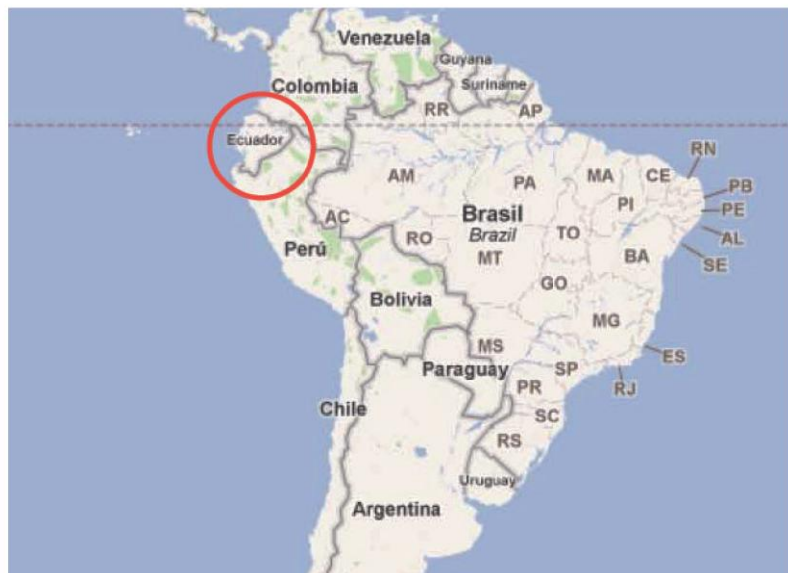 Venezuela
Guyana
Colombia
Suriname
RR
AP
Ecuador
RN
AM
PA
MA
CE
PB
PI
PE
AC
Brasil
Brazil
AL
RO
TO
Perú
MT
BA
SE
GO
Bolivia
MG
MS
ES
Paraguay
SP
PR
RJ
Chile
SC
RS
Uruguay
Argentina